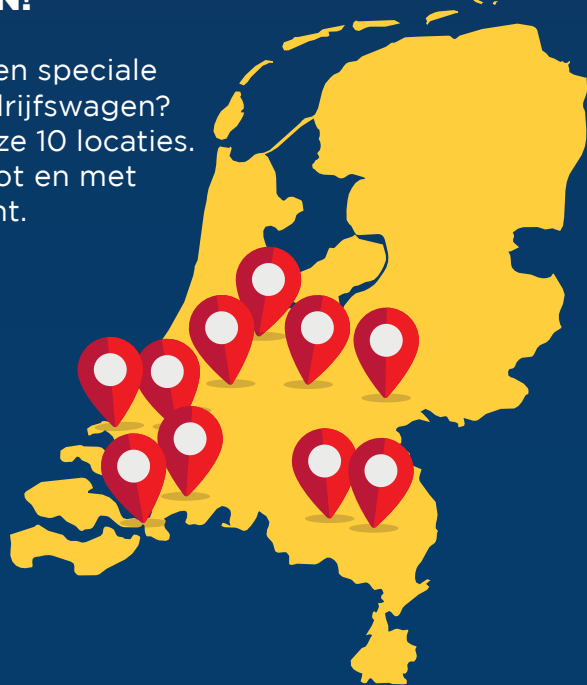 N!
en speciale
drijfswagen?
ze 10 locaties.
ot en met
nt.